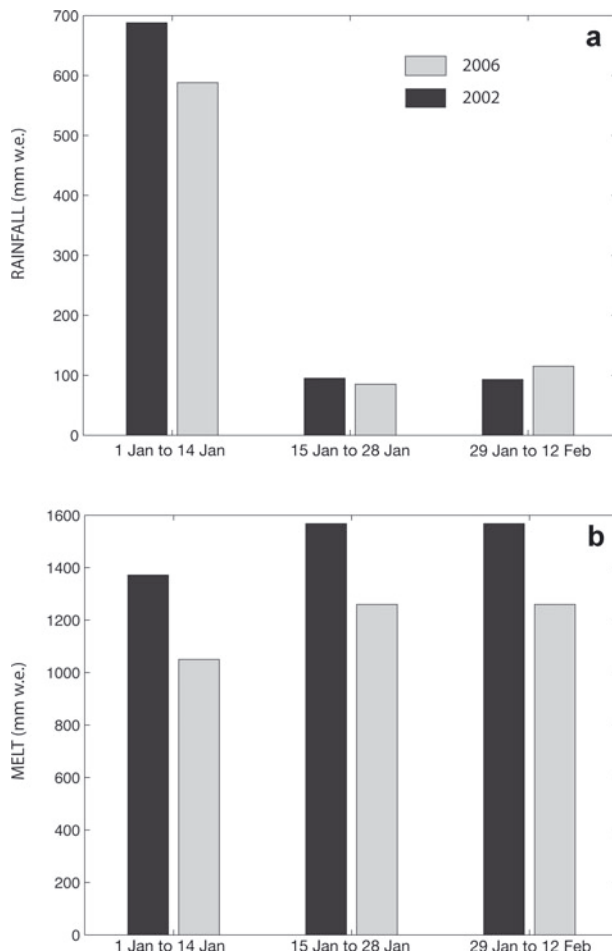 700
a
600
2006
2002
500
400
RAINFALL (mm w.e.)
300
200
100
0
1 Jan to 14 Jan
15 Jan to 28 Jan
29 Jan to 12 Feb
1600
b
1400
1200
1000
MELT (mm w.e.)
800
600
400
200
0
1 Jan to 14 Jan
15 Jan to 28 Jan
29 Jan to 12 Feb